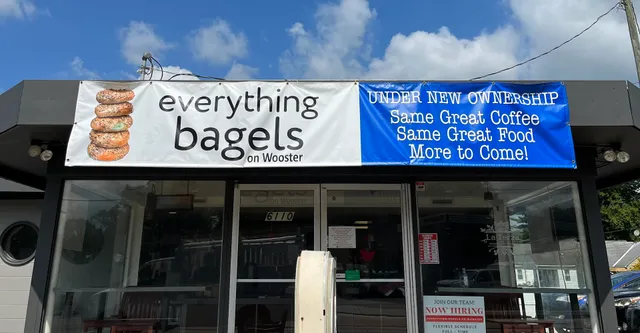 everything
bagels
on Wooster
UNDER NEW OWNERSHIP
Same Great Coffee
Same Great Food
More to Come!
6110
JOIN OUR TEAM!
NOW HIRING